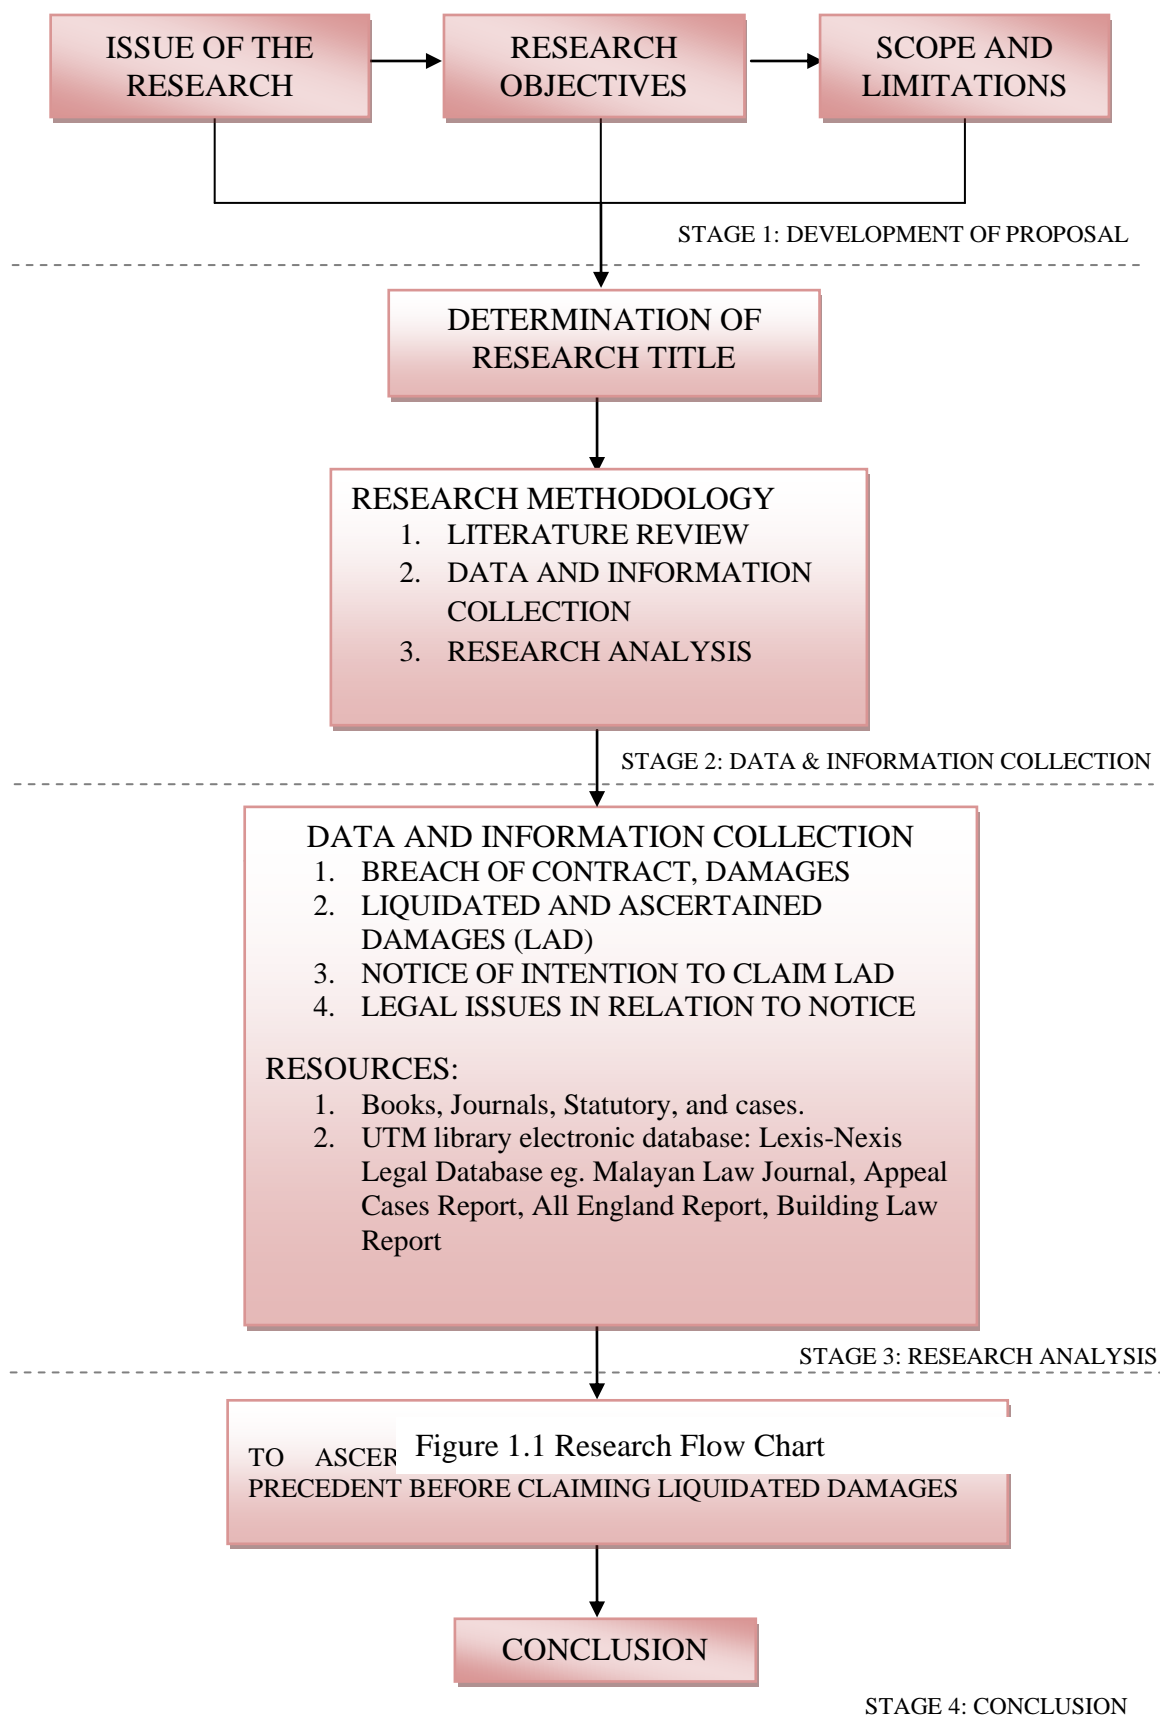 ISSUE OF THE
RESEARCH
RESEARCH
OBJECTIVES
SCOPE AND
LIMITATIONS
STAGE 1: DEVELOPMENT OF PROPOSAL
DETERMINATION OF
RESEARCH TITLE
RESEARCH METHODOLOGY
1. LITERATURE REVIEW
2. DATA AND INFORMATION
COLLECTION
3. RESEARCH ANALYSIS
STAGE 2: DATA & INFORMATION COLLECTION
DATA AND INFORMATION COLLECTION
1. BREACH OF CONTRACT, DAMAGES
2. LIQUIDATED AND ASCERTAINED
DAMAGES (LAD)
3. NOTICE OF INTENTION TO CLAIM LAD
4. LEGAL ISSUES IN RELATION TO NOTICE
RESOURCES:
1. Books, Journals, Statutory, and cases.
2. UTM library electronic database: Lexis-Nexis
Legal Database eg. Malayan Law Journal, Appeal
Cases Report, All England Report, Building Law
Report
STAGE 3: RESEARCH ANALYSIS
Figure 1.1 Research Flow Chart
TO
PRECEDENT BEFORE CLAIMING LIQUIDATED DAMAGES
CONCLUSION
STAGE 4: CONCLUSION